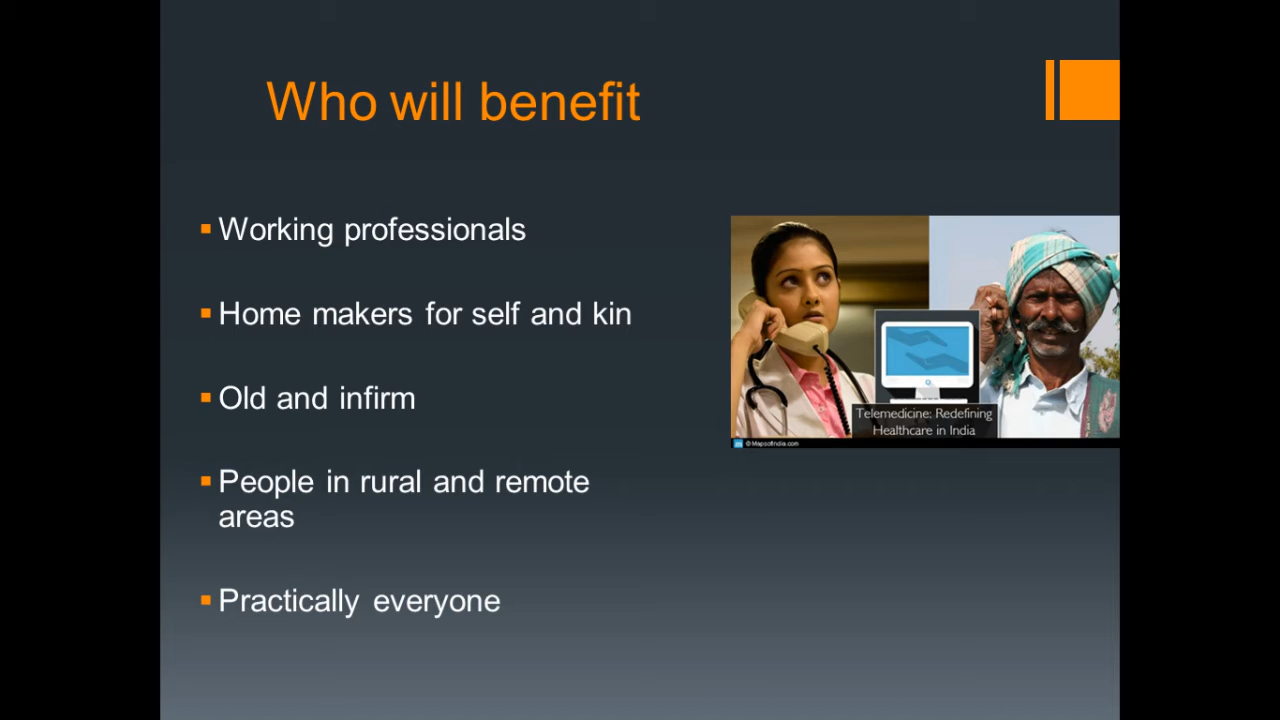 Who will benefit
Working professionals
Home makers for self and kin
Old and infirm
People in rural and remote
areas
Practically everyone
Telemedicine: Redefining
Healthcare in India
© MapsofIndia.com